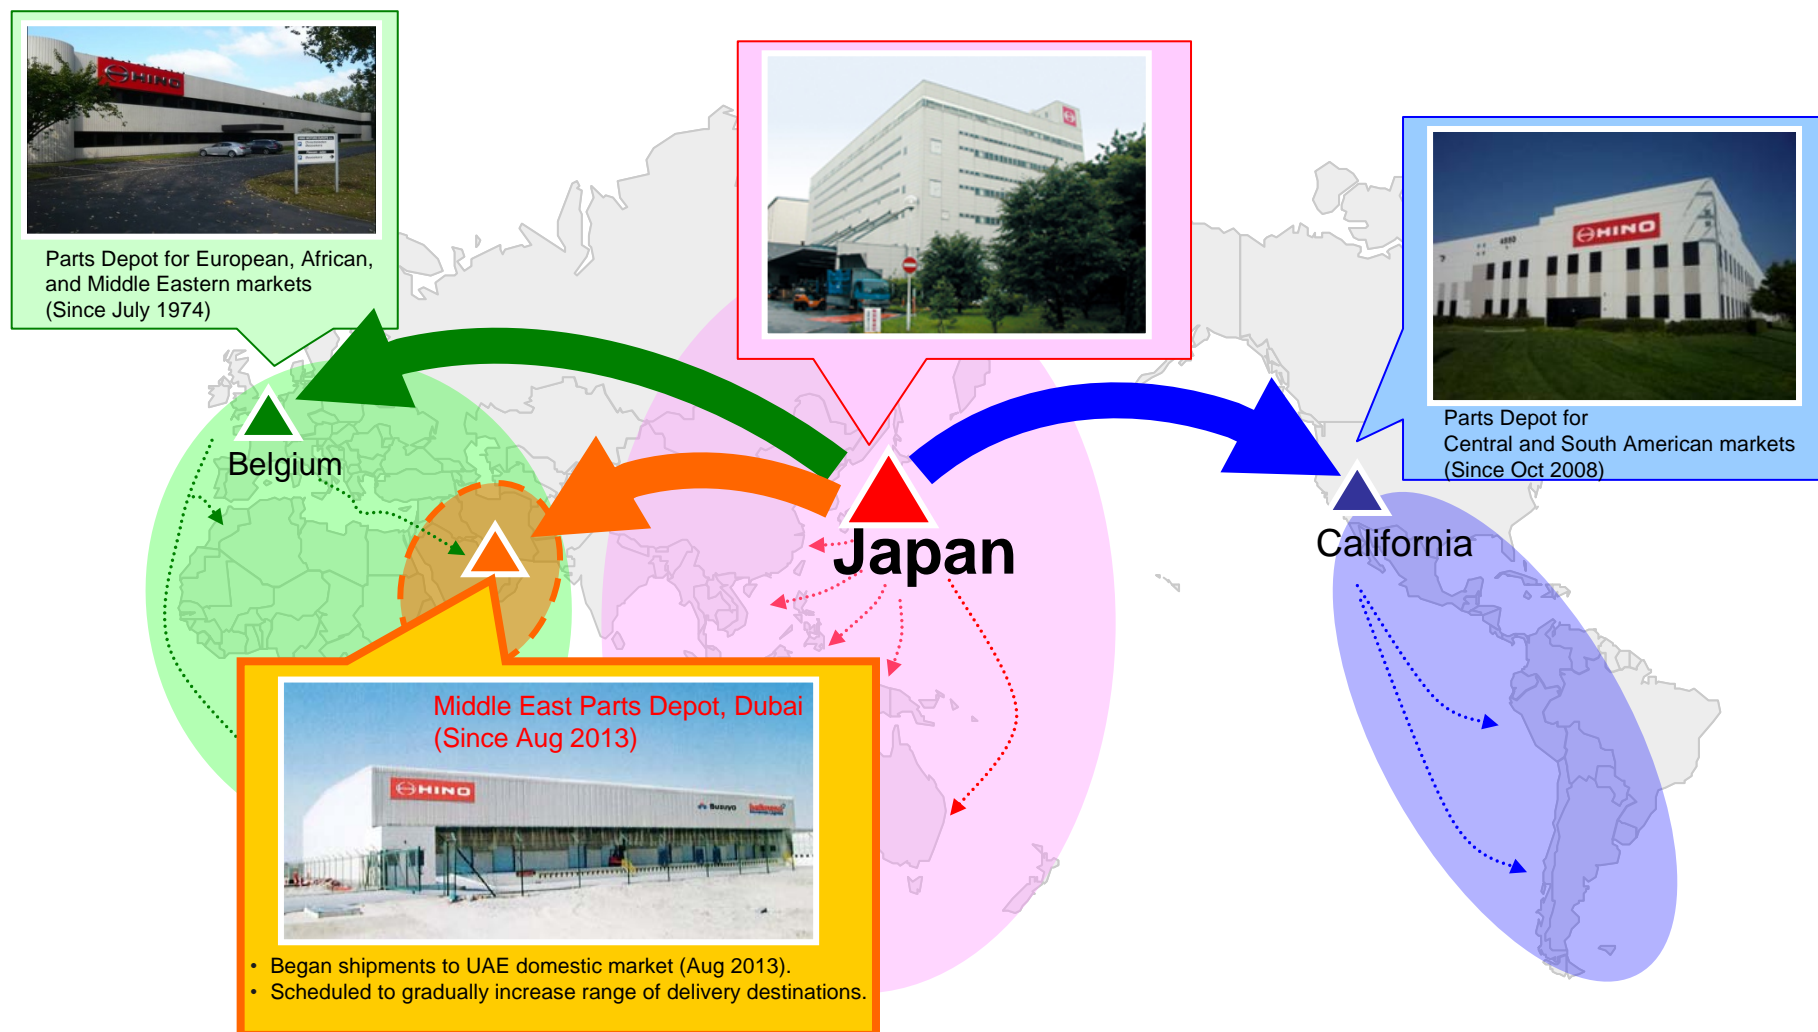 HINO
Parts Depot for European, African,
and Middle Eastern markets
(Since July 1974)
HINO
Parts Depot for
Central and South American markets
(Since Oct 2008)
Belgium
Japan
California
Middle East Parts Depot, Dubai
(Since Aug 2013)
HINO
Buzuyo
• Began shipments to UAE domestic market (Aug 2013).
• Scheduled to gradually increase range of delivery destinations.